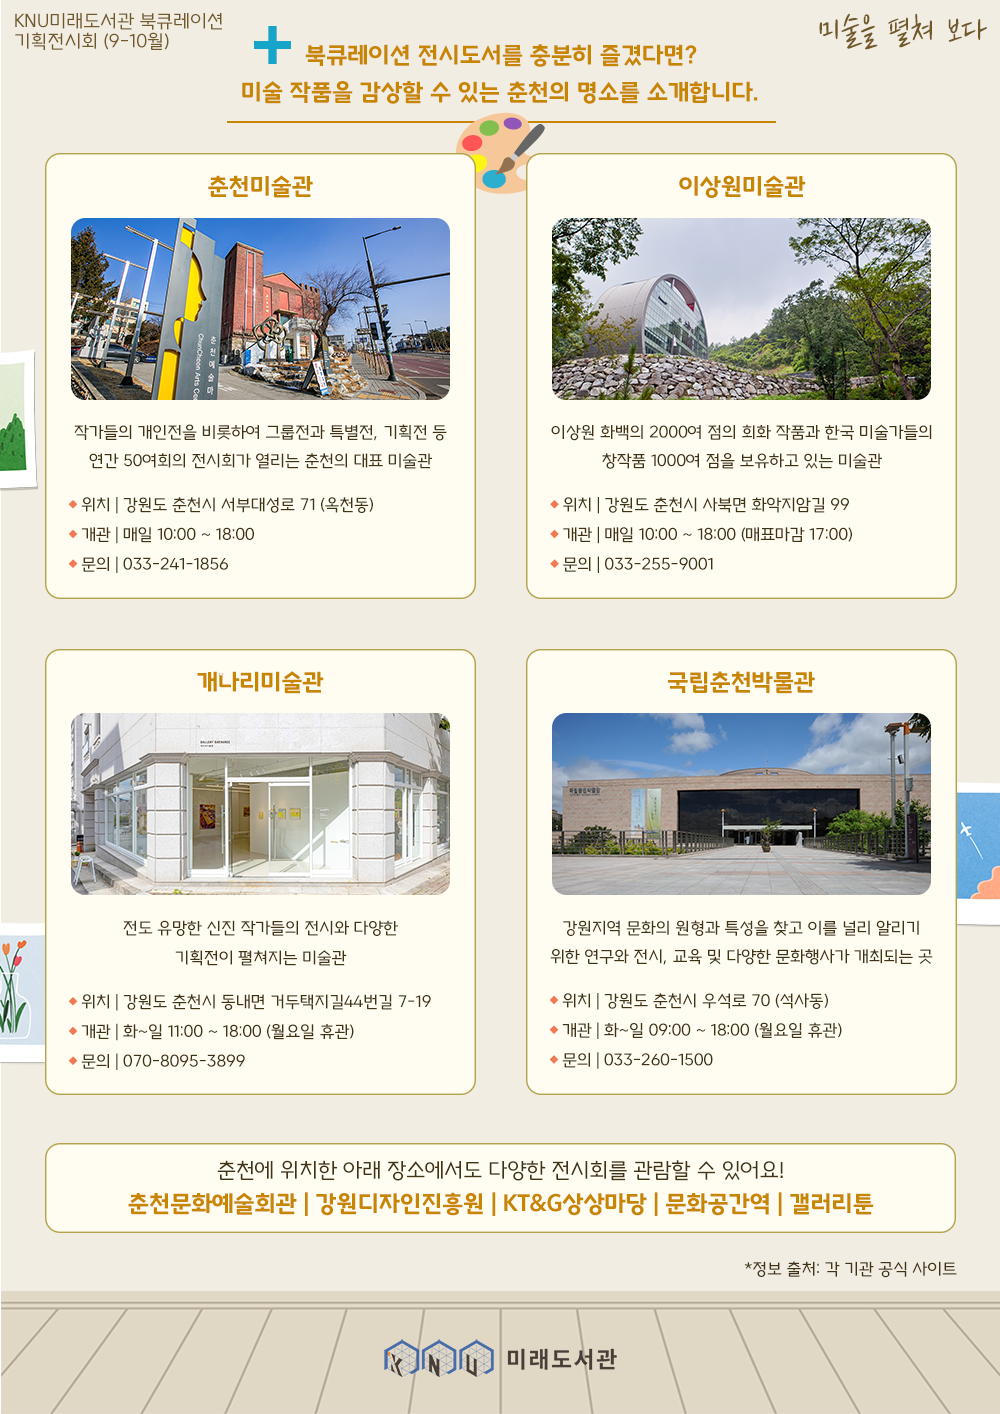 KNU미래도서관 북큐레이션
기획전시회 (9-10월)
미술을 펼쳐 보다
북큐레이션 전시도서를 충분히 즐겼다면?
미술 작품을 감상할 수 있는 춘천의 명소를 소개합니다.
춘천미술관
춘천예술마
ChunCheon Arts
작가들의 개인전을 비롯하여 그룹전과 특별전, 기획전 등
연간 50여회의 전시회가 열리는 춘천의 대표 미술관
위치 | 강원도 춘천시 서부대성로 71 (옥천동)
개관 | 매일 10:00 ~ 18:00
문의 | 033-241-1856
이상원미술관
이상원 화백의 2000여 점의 회화 작품과 한국 미술가들의
창작품 1000여 점을 보유하고 있는 미술관
위치 | 강원도 춘천시 사북면 화악지암길 99
개관 | 매일 10:00 ~ 18:00 (매표마감 17:00)
문의 | 033-255-9001
개나리미술관
GALLERY GAENAREE
전도 유망한 신진 작가들의 전시와 다양한
기획전이 펼쳐지는 미술관
위치 | 강원도 춘천시 동내면 거두택지길44번길 7-19
개관 | 화~일 11:00 ~ 18:00 (월요일 휴관)
문의 | 070-8095-3899
국립춘천박물관
국립춘천박물관
강원지역 문화의 원형과 특성을 찾고 이를 널리 알리기
위한 연구와 전시, 교육 및 다양한 문화행사가 개최되는 곳
위치 | 강원도 춘천시 우석로 70 (석사동)
개관 | 화~일 09:00 ~ 18:00 (월요일 휴관)
문의 | 033-260-1500
춘천에 위치한 아래 장소에서도 다양한 전시회를 관람할 수 있어요!
춘천문화예술회관 | 강원디자인진흥원 | KT&G상상마당 | 문화공간역 | 갤러리툰
*정보 출처: 각 기관 공식 사이트
KNU 미래도서관